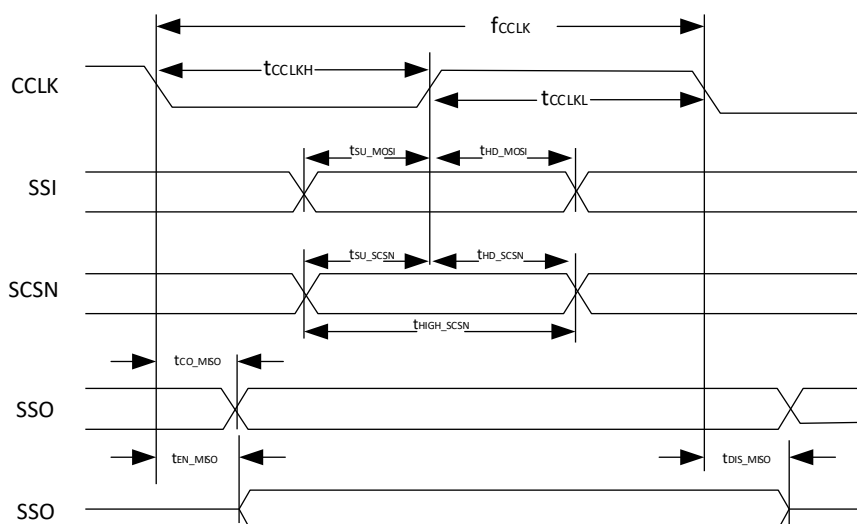 fCCLK
CCLK
tCCLKH
tCCLKL
tSU_MOSI
tHD_MOSI
SSI
tSU_SCSN
tHD_SCSN
SCSN
tHIGH_SCSN
tCO_MISO
SSO
tEN_MISO
tDIS_MISO
SSO